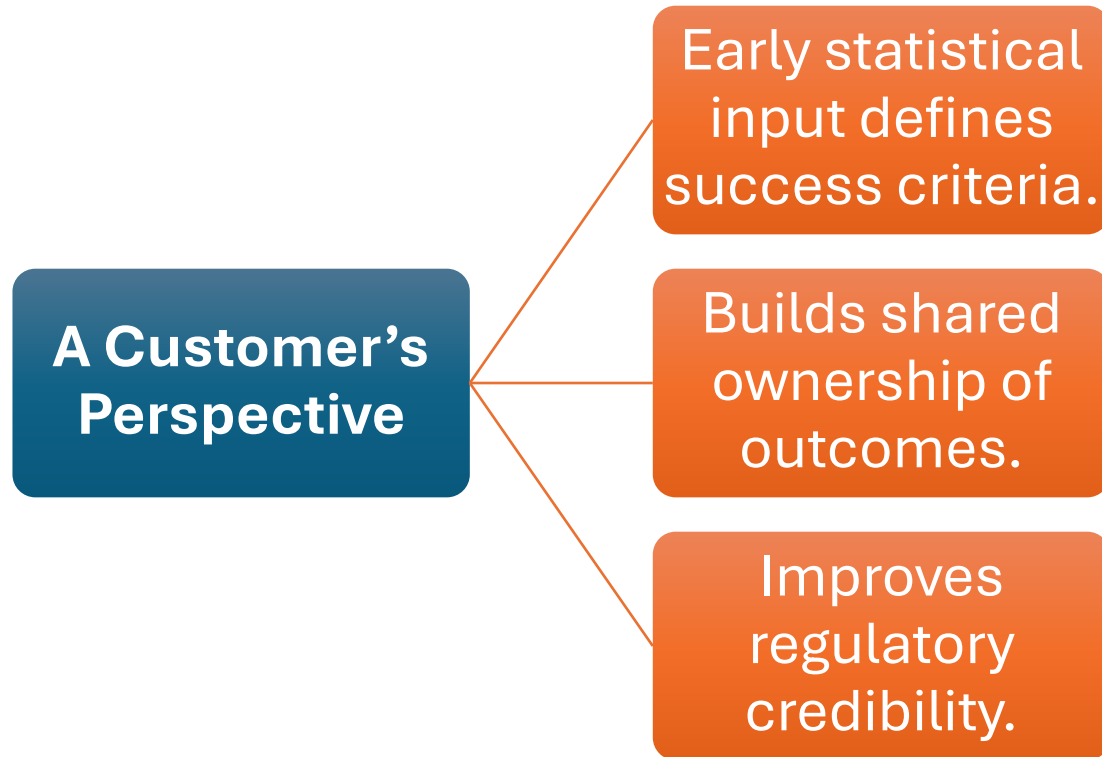 A Customer’s
Perspective
Early statistical
input defines
success criteria.
Builds shared
ownership of
outcomes.
Improves
regulatory
credibility.